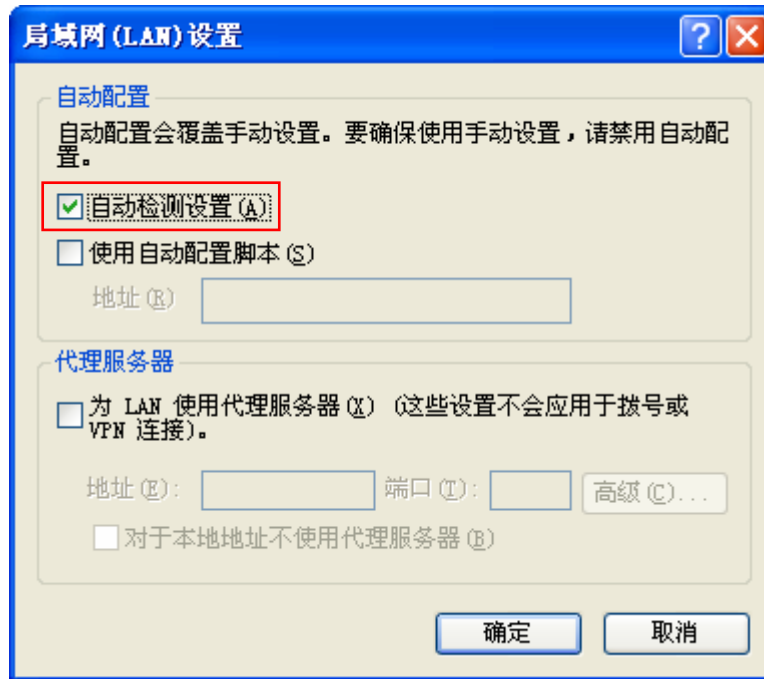 局域网(LAN)设置
自动配置
自动配置会覆盖手动设置。要确保使用手动设置，请禁用自动配
置。
自动检测设置(A)
使用自动配置脚本(S)
地址(R)
代理服务器
为 LAN 使用代理服务器(X) (这些设置不会应用于拨号或
VPN 连接)。
地址(E): 端口(T): 高级(C)...
对于本地地址不使用代理服务器(B)
确定 取消